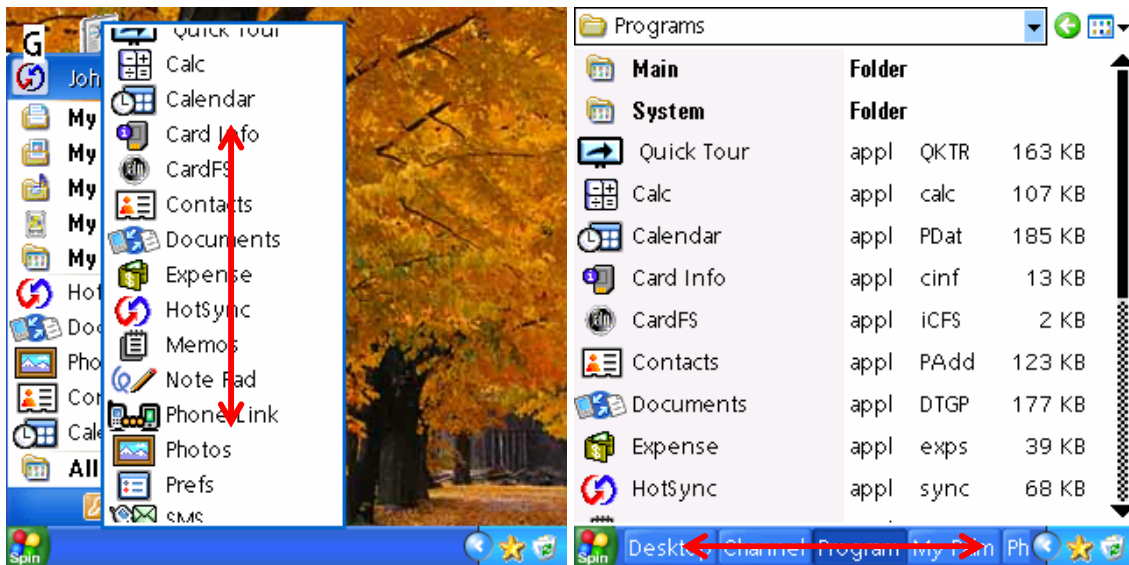 G
Joh
My
My
My
My
My
Hot
Doc
Pho
Con
Cale
All
Quick Tour
Calc
Calendar
Card Info
CardFS
Contacts
Documents
Expense
HotSync
Memos
Note Pad
Phone Link
Photos
Prefs
SMS
Spin
Programs
Main Folder
System Folder
Quick Tour appl QKTR 163 KB
Calc appl calc 107 KB
Calendar appl PDat 185 KB
Card Info appl cinf 13 KB
CardFS appl iCFS 2 KB
Contacts appl PAdd 123 KB
Documents appl DTGP 177 KB
Expense appl exps 39 KB
HotSync appl sync 68 KB
Spin Desktop Channel Program My Ram Ph